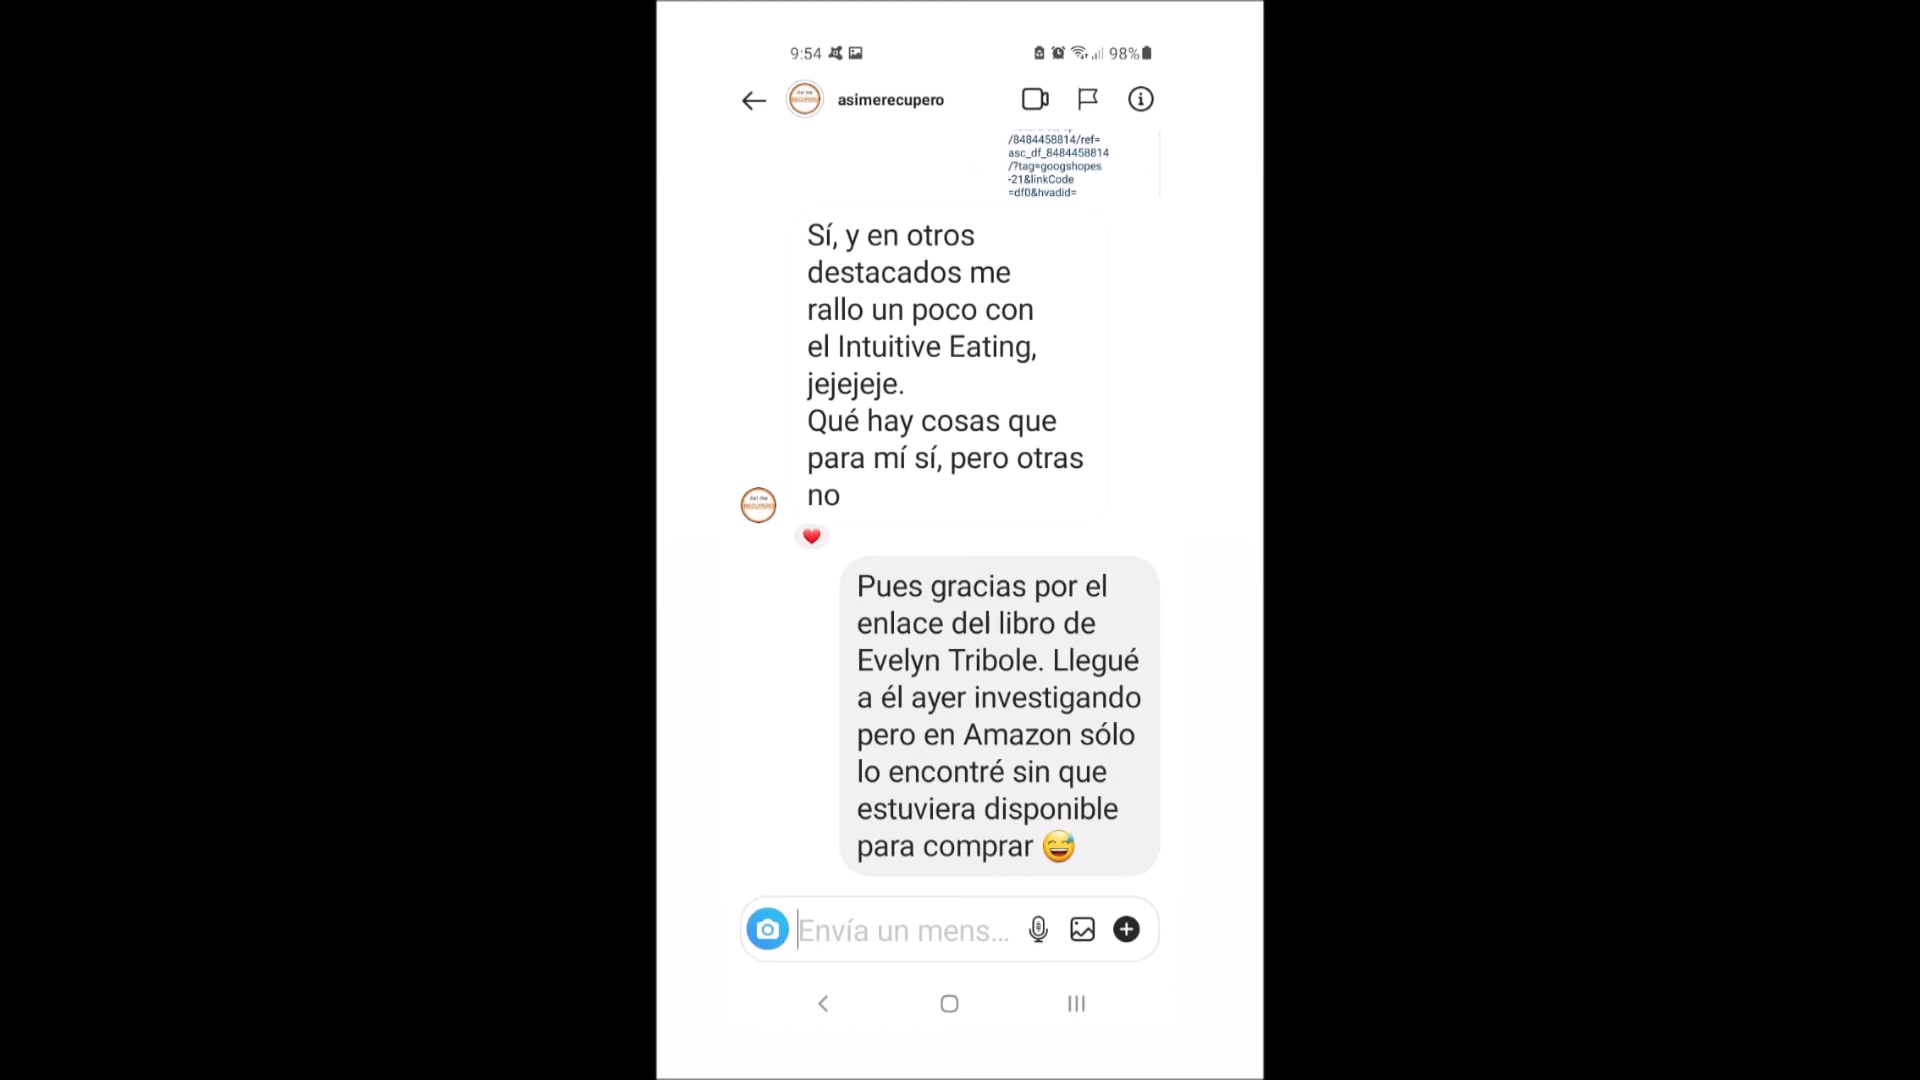 9:54
98%
asimerecupero
/8484458814/ref=
asc_df_8484458814
/?tag=googshopes
-21&linkCode
=df0&hvadid=
Sí, y en otros
destacados me
rallo un poco con
el Intuitive Eating,
jejejeje.
Qué hay cosas que
para mí sí, pero otras
no
Así me
RECUPERO
Pues gracias por el
enlace del libro de
Evelyn Tribole. Llegué
a él ayer investigando
pero en Amazon sólo
lo encontré sin que
estuviera disponible
para comprar 😅
Envía un mens...